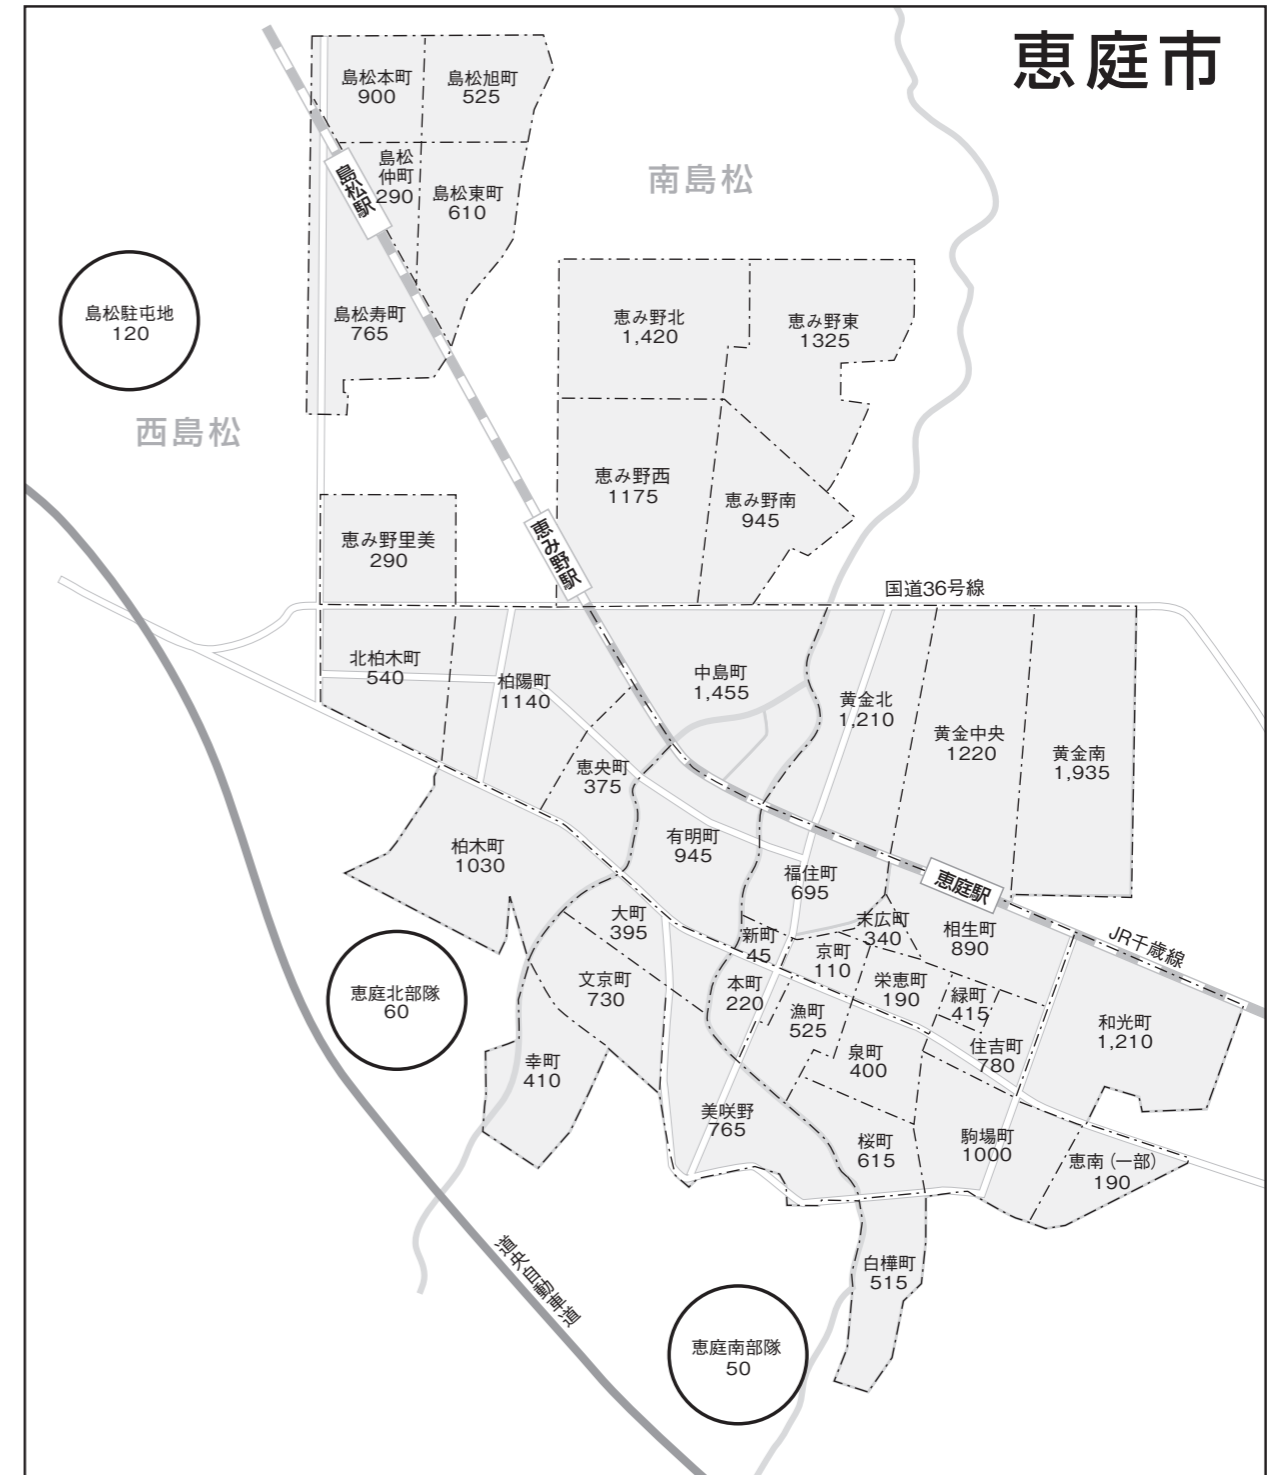 恵庭市
島松本町
900
島松旭町
525
島松
仲町
290
島松東町
610
島松駅
南島松
島松駐屯地
120
島松寿町
765
恵み野北
1,420
恵み野東
1325
西島松
恵み野西
1175
恵み野南
945
恵み野里美
290
恵み野駅
国道36号線
北柏木町
540
柏陽町
1140
中島町
1,455
黄金北
1,210
黄金中央
1220
黄金南
1,935
恵央町
375
柏木町
1030
有明町
945
福住町
695
恵庭駅
大町
395
新町
45
末広町
340
京町
110
相生町
890
JR千歳線
文京町
730
本町
220
栄恵町
190
緑町
415
恵庭北部隊
60
漁町
525
和光町
1,210
泉町
400
住吉町
780
幸町
410
美咲野
765
桜町
615
駒場町
1000
恵南(一部)
190
道央自動車道
白樺町
515
恵庭南部隊
50